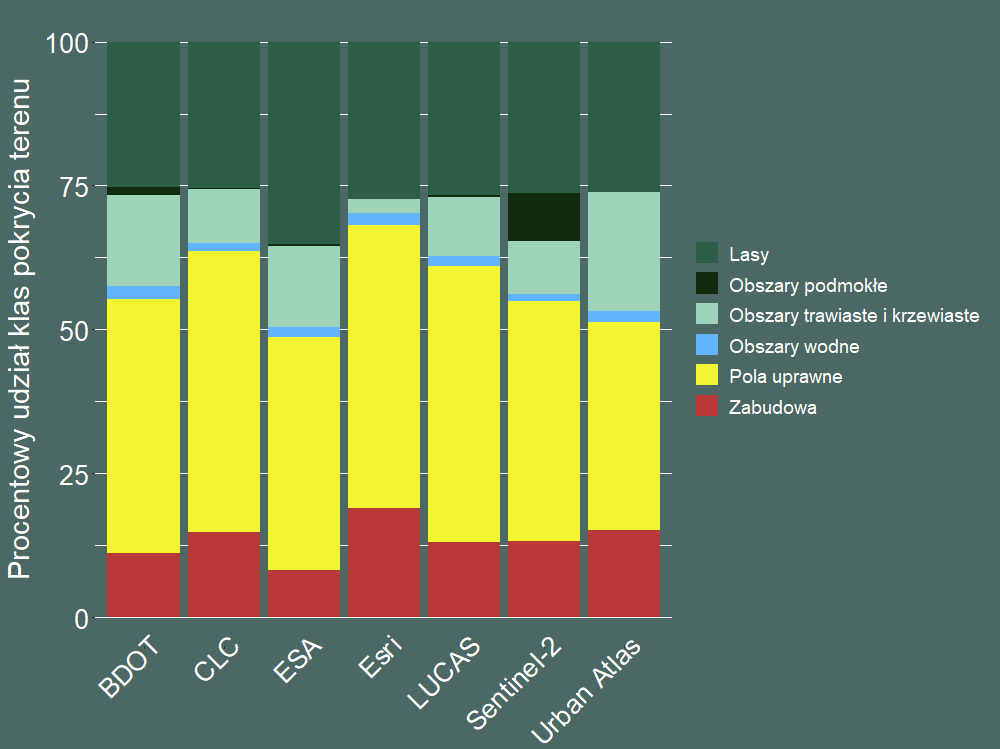 Procentowy udział klas pokrycia terenu
100
75
50
25
0
BDOT
CLC
ESA
Esri
LUCAS
Sentinel-2
Urban Atlas
Lasy
Obszary podmokłe
Obszary trawiaste i krzewiaste
Obszary wodne
Pola uprawne
Zabudowa